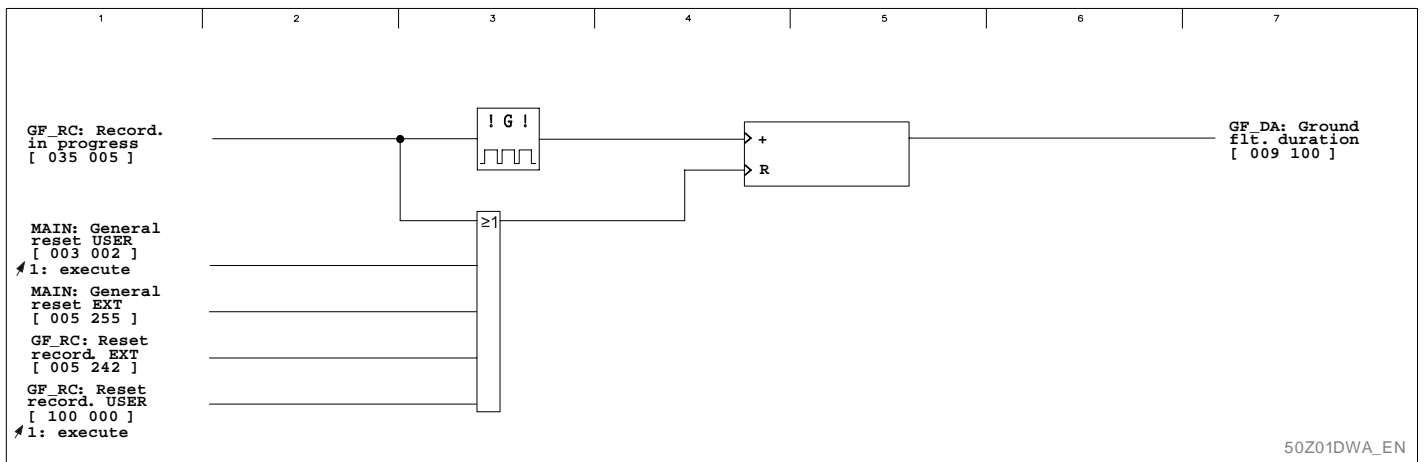 1 2 3 4 5 6 7
GF_RC: Record.
in progress
[ 035 005 ]
! G !
+
R
GF_DA: Ground
flt. duration
[ 009 100 ]
≥1
MAIN: General
reset USER
[ 003 002 ]
1: execute
MAIN: General
reset EXT
[ 005 255 ]
GF_RC: Reset
record. EXT
[ 005 242 ]
GF_RC: Reset
record. USER
[ 100 000 ]
1: execute
50Z01DWA_EN